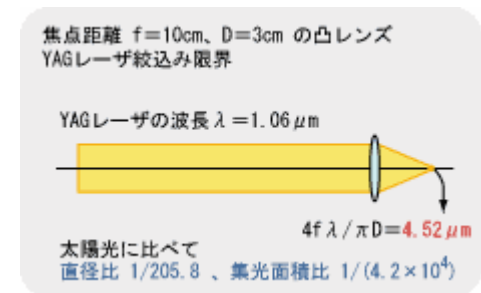 焦点距離 f=10cm、D=3cm の凸レンズ
YAGレーザ絞込み限界
YAGレーザの波長λ=1.06μm
4fλ/πD=4.52μm
太陽光に比べて
直径比 1/205.8 、集光面積比 1/(4.2×10⁴)